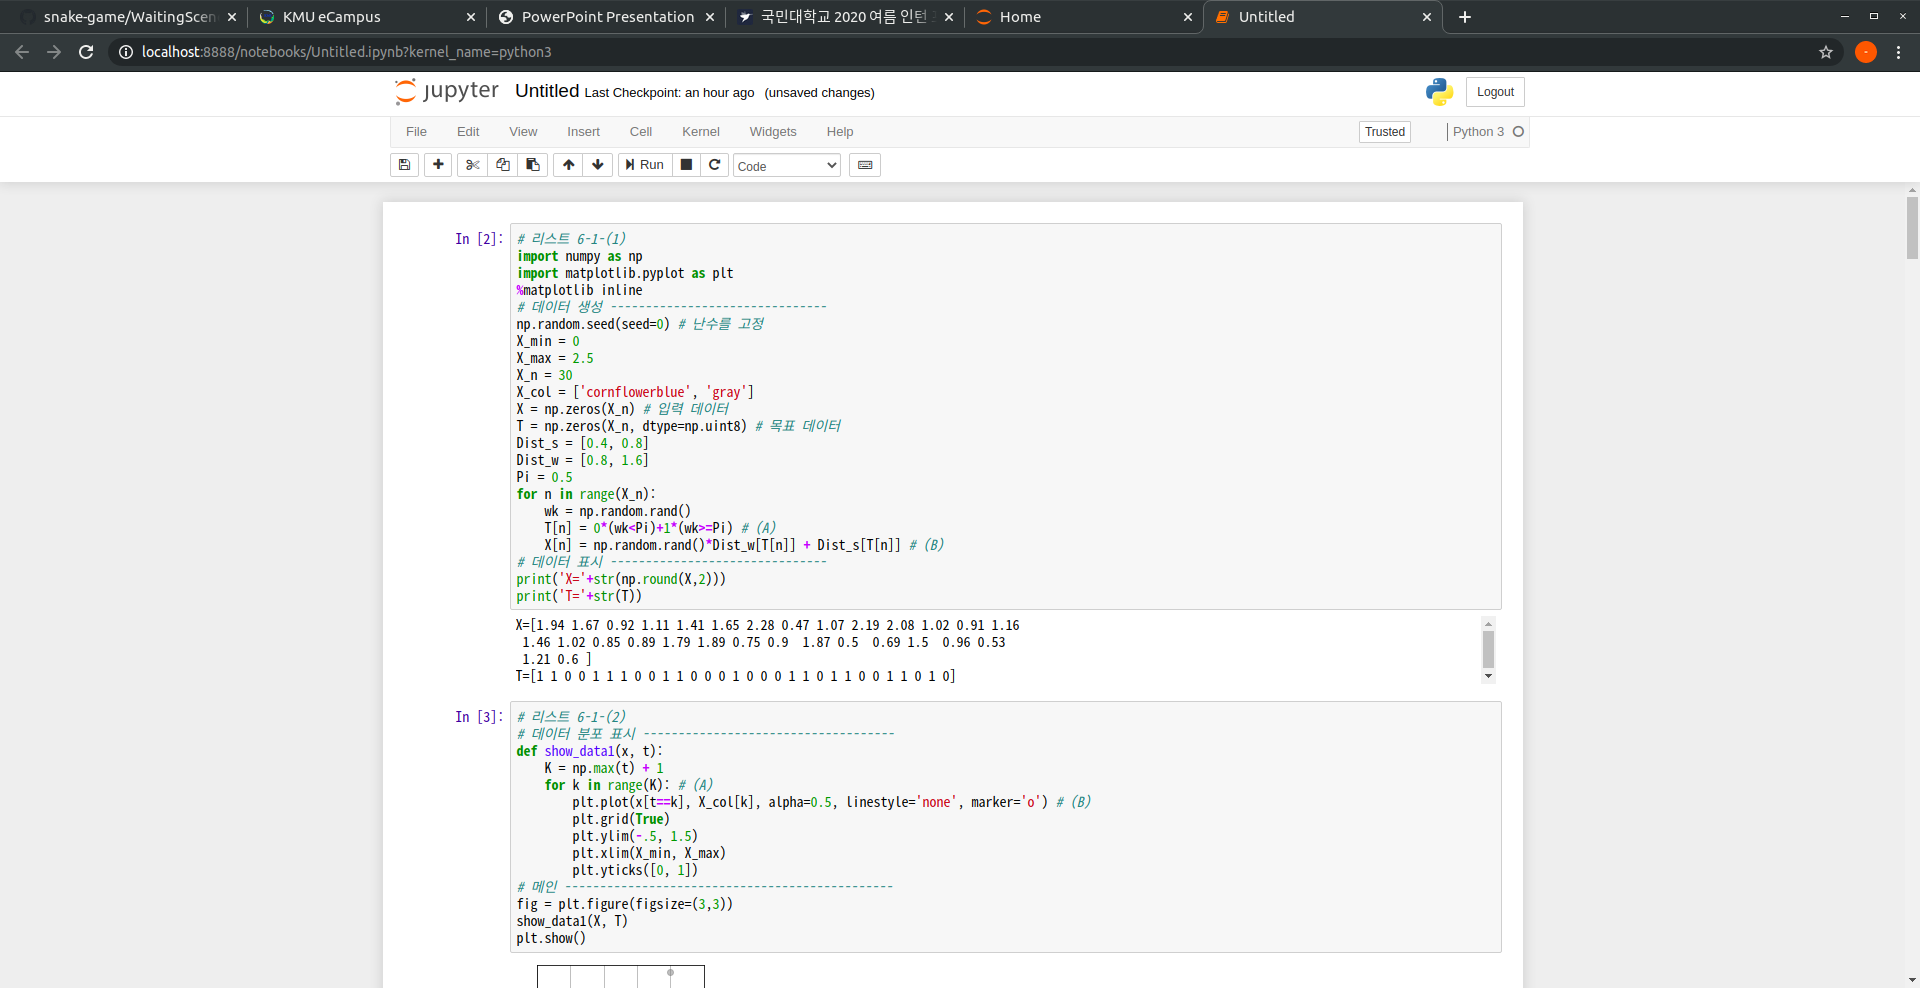 snake-game/WaitingScen
KMU eCampus
PowerPoint Presentation
국민대학교 2020 여름 인턴
Home
Untitled
localhost:8888/notebooks/Untitled.ipynb?kernel_name=python3
jupyter Untitled Last Checkpoint: an hour ago (unsaved changes)
Logout
File Edit View Insert Cell Kernel Widgets Help
Trusted
Python 3
Run
Code
In [2]:
# 리스트 6-1-(1)
import numpy as np
import matplotlib.pyplot as plt
%matplotlib inline
# 데이터 생성 -------------------------------
np.random.seed(seed=0) # 난수를 고정
X_min = 0
X_max = 2.5
X_n = 30
X_col = ['cornflowerblue', 'gray']
X = np.zeros(X_n) # 입력 데이터
T = np.zeros(X_n, dtype=np.uint8) # 목표 데이터
Dist_s = [0.4, 0.8]
Dist_w = [0.8, 1.6]
Pi = 0.5
for n in range(X_n):
    wk = np.random.rand()
    T[n] = 0*(wk<Pi)+1*(wk>=Pi) # (A)
    X[n] = np.random.rand()*Dist_w[T[n]] + Dist_s[T[n]] # (B)
# 데이터 표시 -------------------------------
print('X='+str(np.round(X,2)))
print('T='+str(T))
X=[1.94 1.67 0.92 1.11 1.41 1.65 2.28 0.47 1.07 2.19 2.08 1.02 0.91 1.16
 1.46 1.02 0.85 0.89 1.79 1.89 0.75 0.9  1.87 0.5  0.69 1.5  0.96 0.53
 1.21 0.6 ]
T=[1 1 0 0 1 1 1 0 0 1 1 0 0 0 1 0 0 0 1 1 0 1 1 0 0 1 1 0 1 0]
In [3]:
# 리스트 6-1-(2)
# 데이터 분포 표시 ------------------------------------
def show_data1(x, t):
    K = np.max(t) + 1
    for k in range(K): # (A)
        plt.plot(x[t==k], X_col[k], alpha=0.5, linestyle='none', marker='o') # (B)
        plt.grid(True)
        plt.ylim(-.5, 1.5)
        plt.xlim(X_min, X_max)
        plt.yticks([0, 1])
# 메인 -----------------------------------------------
fig = plt.figure(figsize=(3,3))
show_data1(X, T)
plt.show()